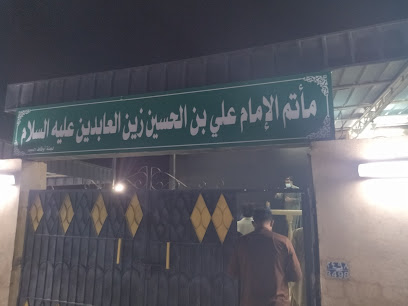 مأتم الإمام علي بن الحسين زين العابدين عليه السلام